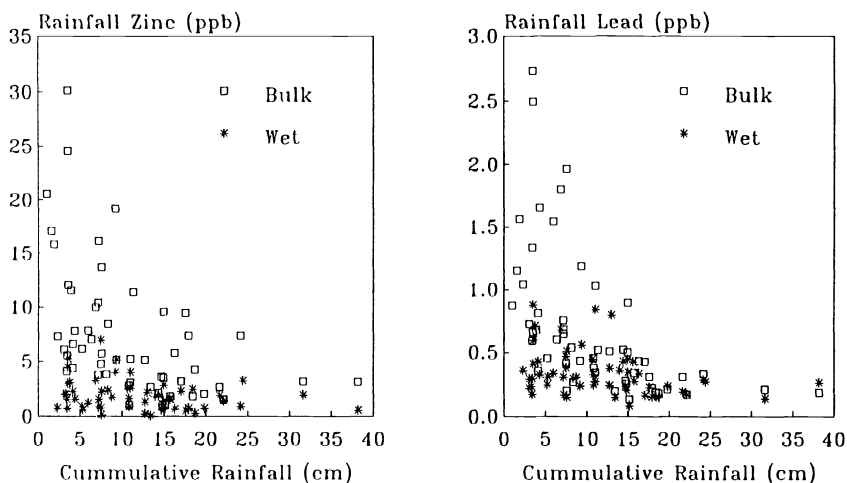 Rainfall Zinc (ppb)
35
30
25
20
15
10
5
0
Bulk
Wet
0 5 10 15 20 25 30 35 40
Cummulative Rainfall (cm)
Rainfall Lead (ppb)
3.0
2.5
2.0
1.5
1.0
0.5
0.0
Bulk
Wet
0 5 10 15 20 25 30 35 40
Cummulative Rainfall (cm)